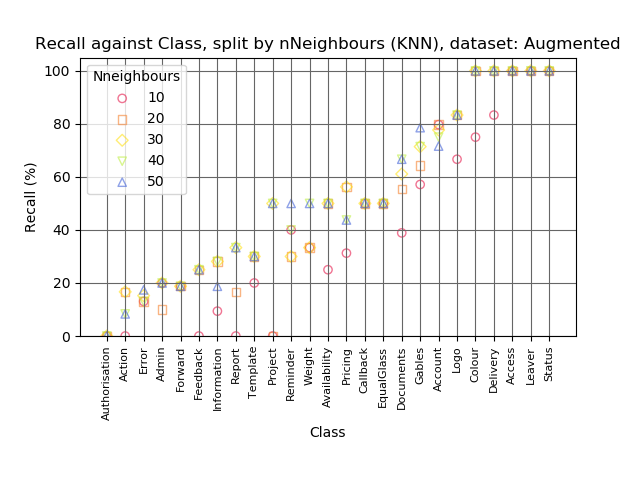 Recall against Class, split by nNeighbours (KNN), dataset: Augmented
Recall (%)
100
80
60
40
20
0
Nneighbours
10
20
30
40
50
Authorisation
Action
Error
Admin
Forward
Feedback
Information
Report
Template
Project
Reminder
Weight
Availability
Pricing
Callback
EqualGlass
Documents
Gables
Account
Logo
Colour
Delivery
Access
Leaver
Status
Class